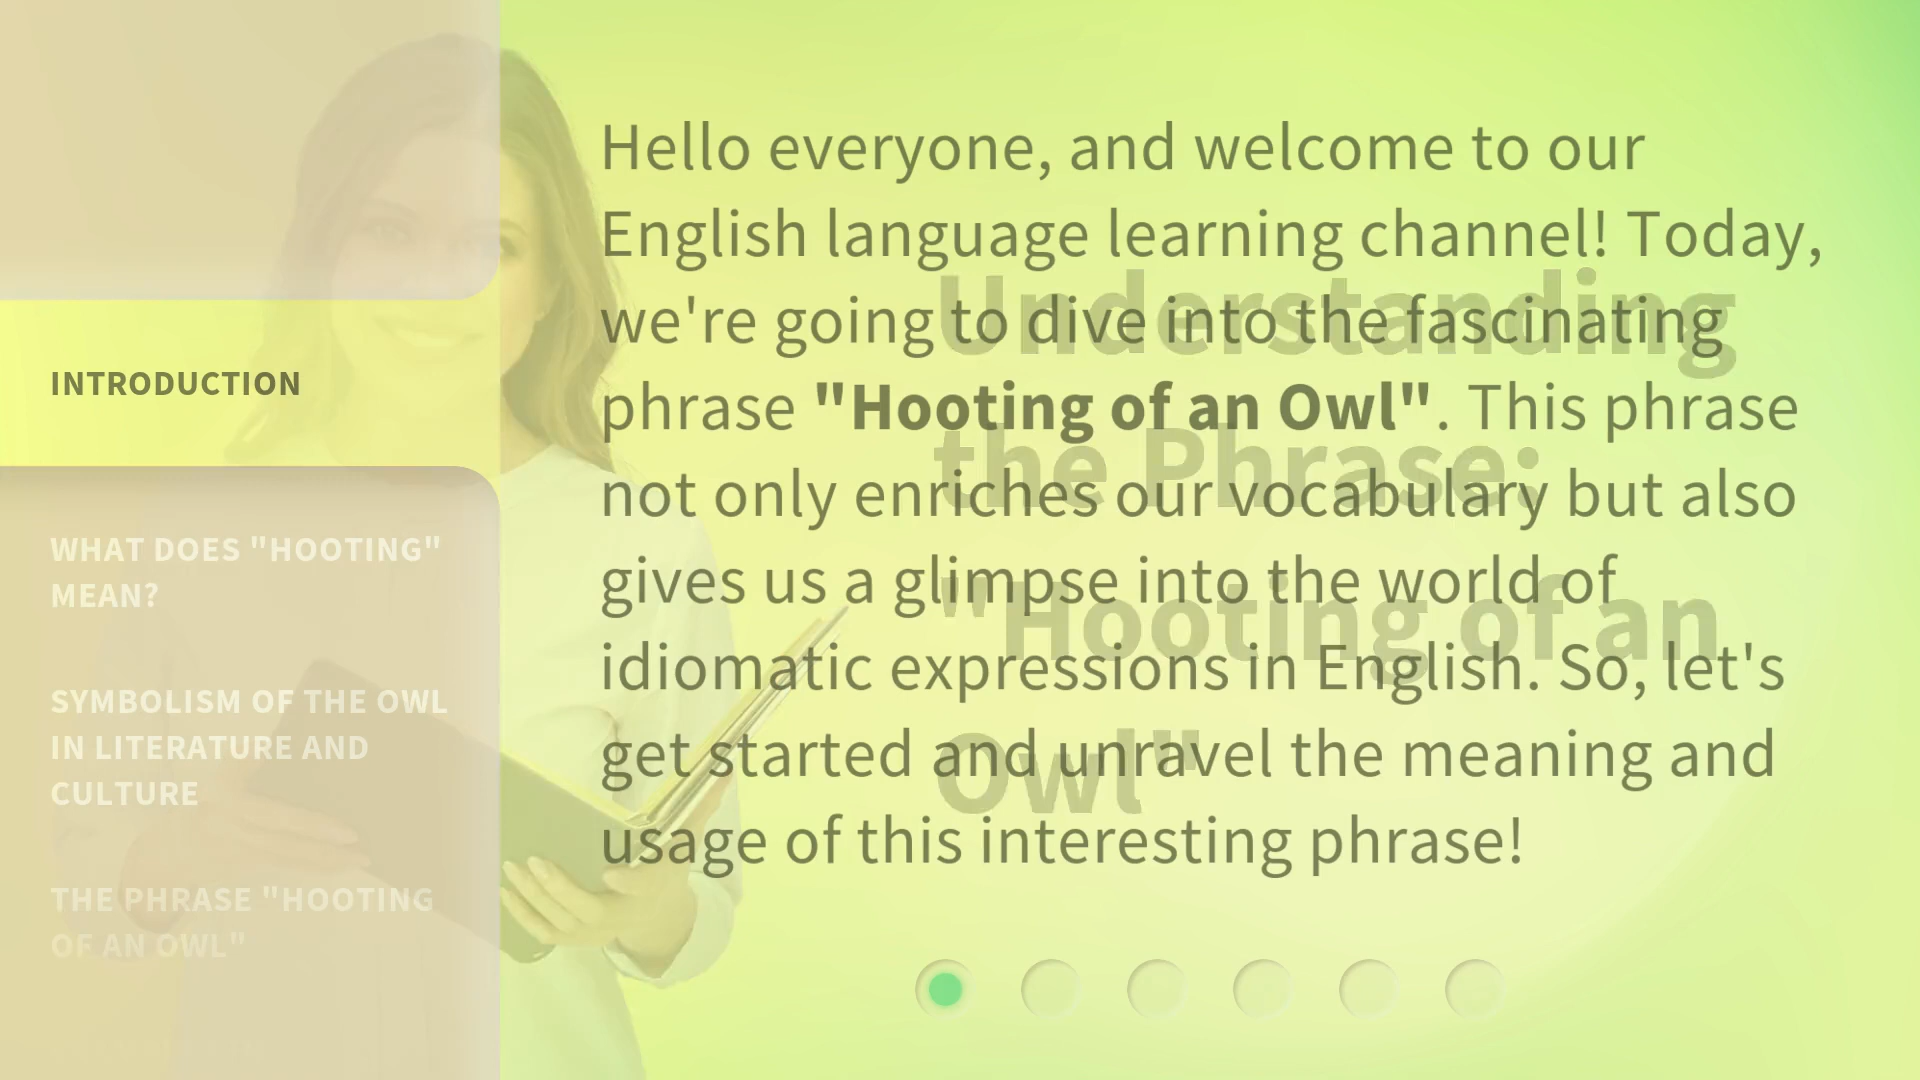 INTRODUCTION
WHAT DOES "HOOTING"
MEAN?
SYMBOLISM OF THE OWL
IN LITERATURE AND
CULTURE
THE PHRASE "HOOTING
OF AN OWL"
Hello everyone, and welcome to our
English language learning channel! Today,
we're going to dive into the fascinating
phrase "Hooting of an Owl". This phrase
not only enriches our vocabulary but also
gives us a glimpse into the world of
idiomatic expressions in English. So, let's
get started and unravel the meaning and
usage of this interesting phrase!
Understanding
the Phrase:
"Hooting of an
Owl"